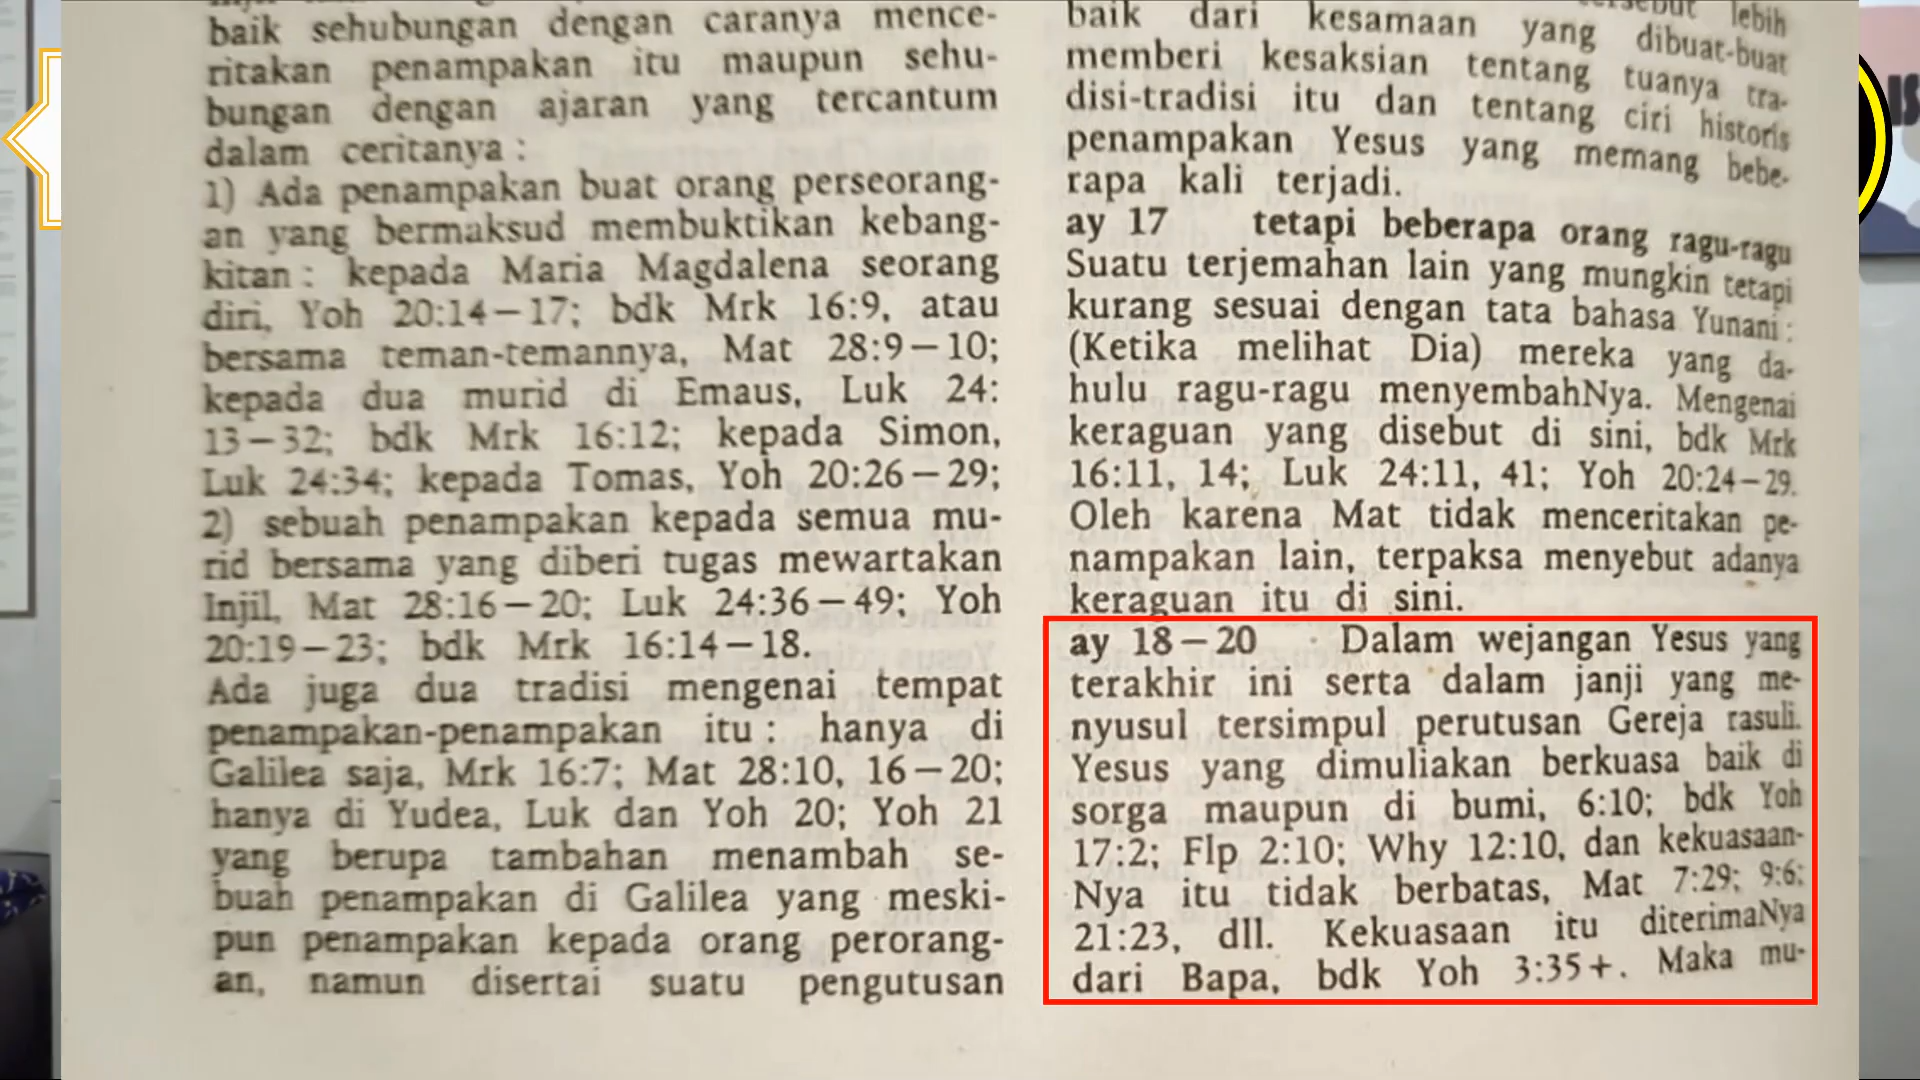 baik sehubungan dengan caranya mence-
ritakan penampakan itu maupun sehu-
bungan dengan ajaran yang tercantum
dalam ceritanya :
1) Ada penampakan buat orang perseorang-
an yang bermaksud membuktikan kebang-
kitan : kepada Maria Magdalena seorang
diri, Yoh 20:14—17; bdk Mrk 16:9, atau
bersama teman-temannya, Mat 28:9—10;
kepada dua murid di Emaus, Luk 24:
13—32; bdk Mrk 16:12; kepada Simon,
Luk 24:34; kepada Tomas, Yoh 20:26—29;
2) sebuah penampakan kepada semua mu-
rid bersama yang diberi tugas mewartakan
Injil, Mat 28:16—20; Luk 24:36—49; Yoh
20:19—23; bdk Mrk 16:14—18.
Ada juga dua tradisi mengenai tempat
penampakan-penampakan itu : hanya di
Galilea saja, Mrk 16:7; Mat 28:10, 16—20;
hanya di Yudea, Luk dan Yoh 20; Yoh 21
yang berupa tambahan menambah se-
buah penampakan di Galilea yang meski-
pun penampakan kepada orang perorang-
an, namun disertai suatu pengutusan
lebih
baik dari kesamaan yang dibuat-buat
memberi kesaksian tentang tuanya tra-
disi-tradisi itu dan tentang ciri historis
penampakan Yesus yang memang bebe-
rapa kali terjadi.
ay 17 tetapi beberapa orang ragu-ragu
Suatu terjemahan lain yang mungkin tetapi
kurang sesuai dengan tata bahasa Yunani :
(Ketika melihat Dia) mereka yang da-
hulu ragu-ragu menyembahNya. Mengenai
keraguan yang disebut di sini, bdk Mrk
16:11, 14; Luk 24:11, 41; Yoh 20:24—29.
Oleh karena Mat tidak menceritakan pe-
nampakan lain, terpaksa menyebut adanya
keraguan itu di sini.
ay 18—20 Dalam wejangan Yesus yang
terakhir ini serta dalam janji yang me-
nyusul tersimpul perutusan Gereja rasuli.
Yesus yang dimuliakan berkuasa baik di
sorga maupun di bumi, 6:10; bdk Yoh
17:2; Flp 2:10; Why 12:10, dan kekuasaan-
Nya itu tidak berbatas, Mat 7:29; 9:6;
21:23, dll. Kekuasaan itu diterimaNya
dari Bapa, bdk Yoh 3:35+. Maka mu-